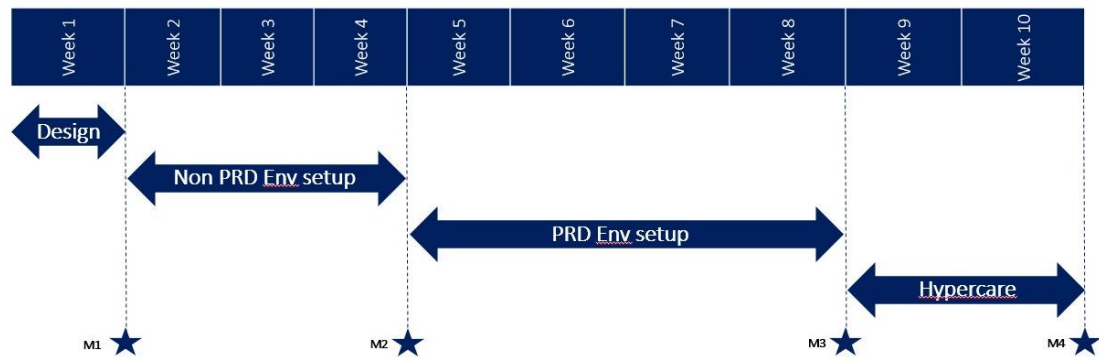 Week 1
Week 2
Week 3
Week 4
Week 5
Week 6
Week 7
Week 8
Week 9
Week 10
Design
Non PRD Env setup
PRD Env setup
Hypercare
M1
M2
M3
M4